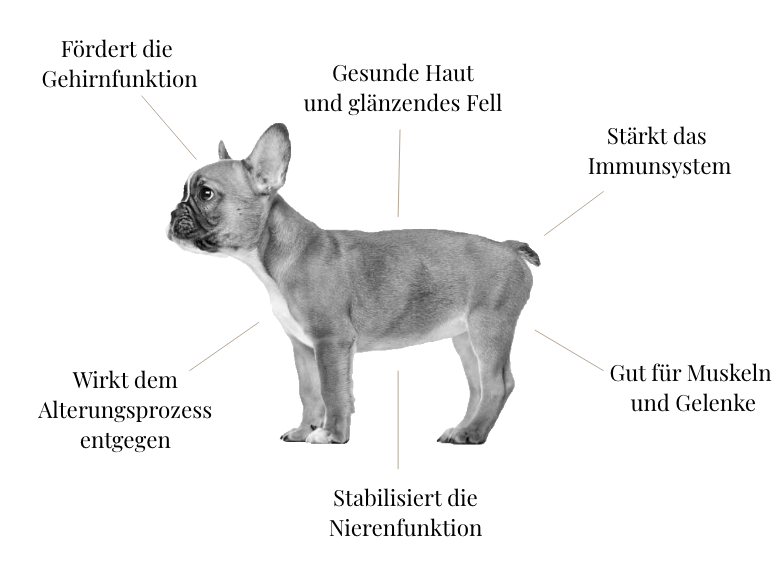 Fördert die
Gehirnfunktion
Gesunde Haut
und glänzendes Fell
Stärkt das
Immunsystem
Wirkt dem
Alterungsprozess
entgegen
Gut für Muskeln
und Gelenke
Stabilisiert die
Nierenfunktion